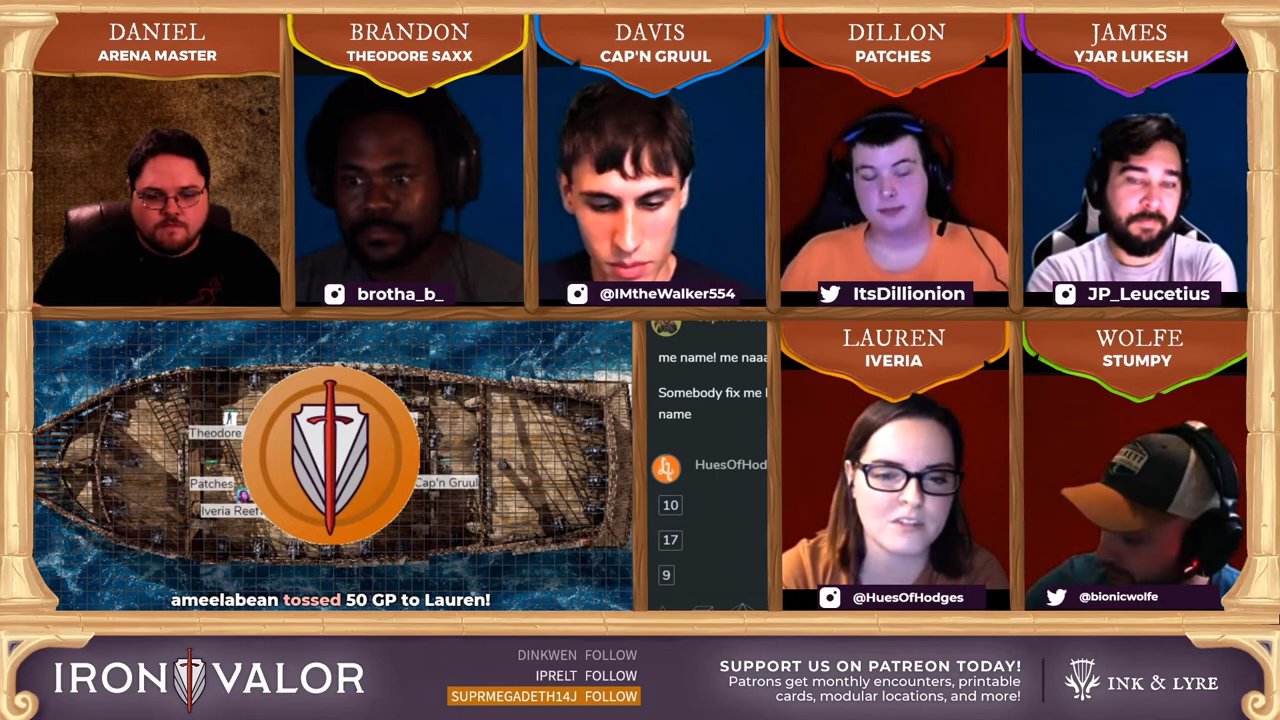 DANIEL
ARENA MASTER
BRANDON
THEODORE SAXX
DAVIS
CAP'N GRUUL
DILLON
PATCHES
JAMES
YJAR LUKESH
brotha_b_
@IMtheWalker554
ItsDillionion
JP_Leucetius
Theodore
Patches
Iveria Reet
Cap'n Gruul
ameelabean tossed 50 GP to Lauren!
me name! me naaa
Somebody fix me
name
HuesOfHod
10
17
9
LAUREN
IVERIA
WOLFE
STUMPY
@HuesOfHodges
@bionicwolfe
IRON VALOR
DINKWEN FOLLOW
IPRELT FOLLOW
SUPRMEGADETH14J FOLLOW
SUPPORT US ON PATREON TODAY!
Patrons get monthly encounters, printable
cards, modular locations, and more!
INK & LYRE